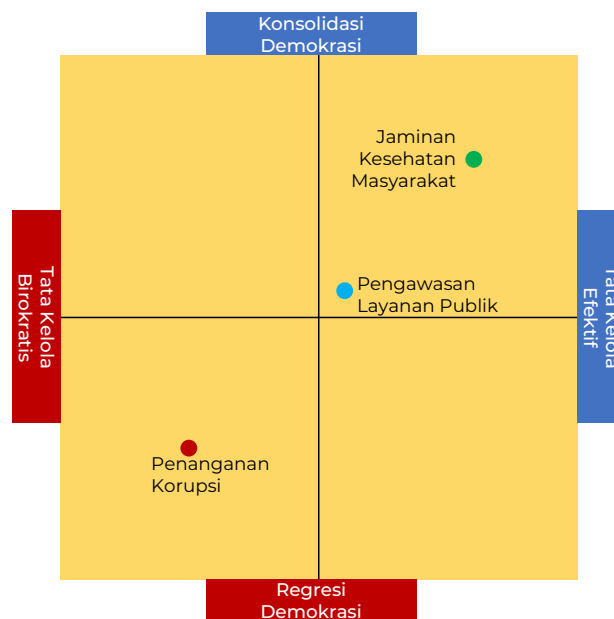 Konsolidasi
Demokrasi
Jaminan
Kesehatan
Masyarakat
Tata Kelola
Birokratis
Tata Kelola
Efektif
Pengawasan
Layanan Publik
Penanganan
Korupsi
Regresi
Demokrasi